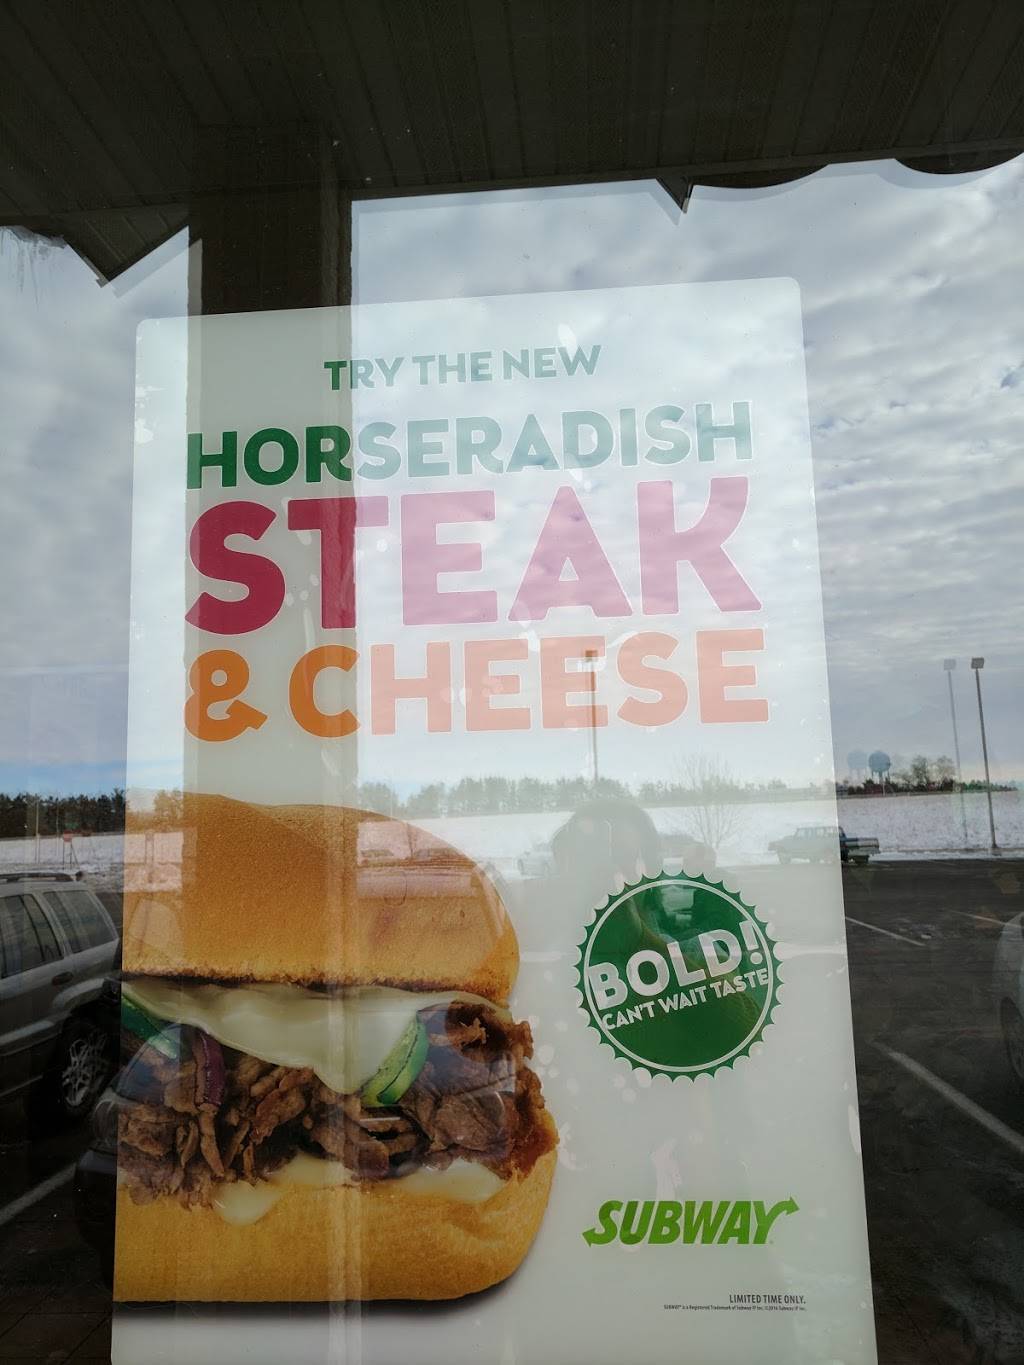 TRY THE NEW
HORSERADISH
STEAK
& CHEESE
BOLD!
CAN'T WAIT TASTE
SUBWAY
LIMITED TIME ONLY.